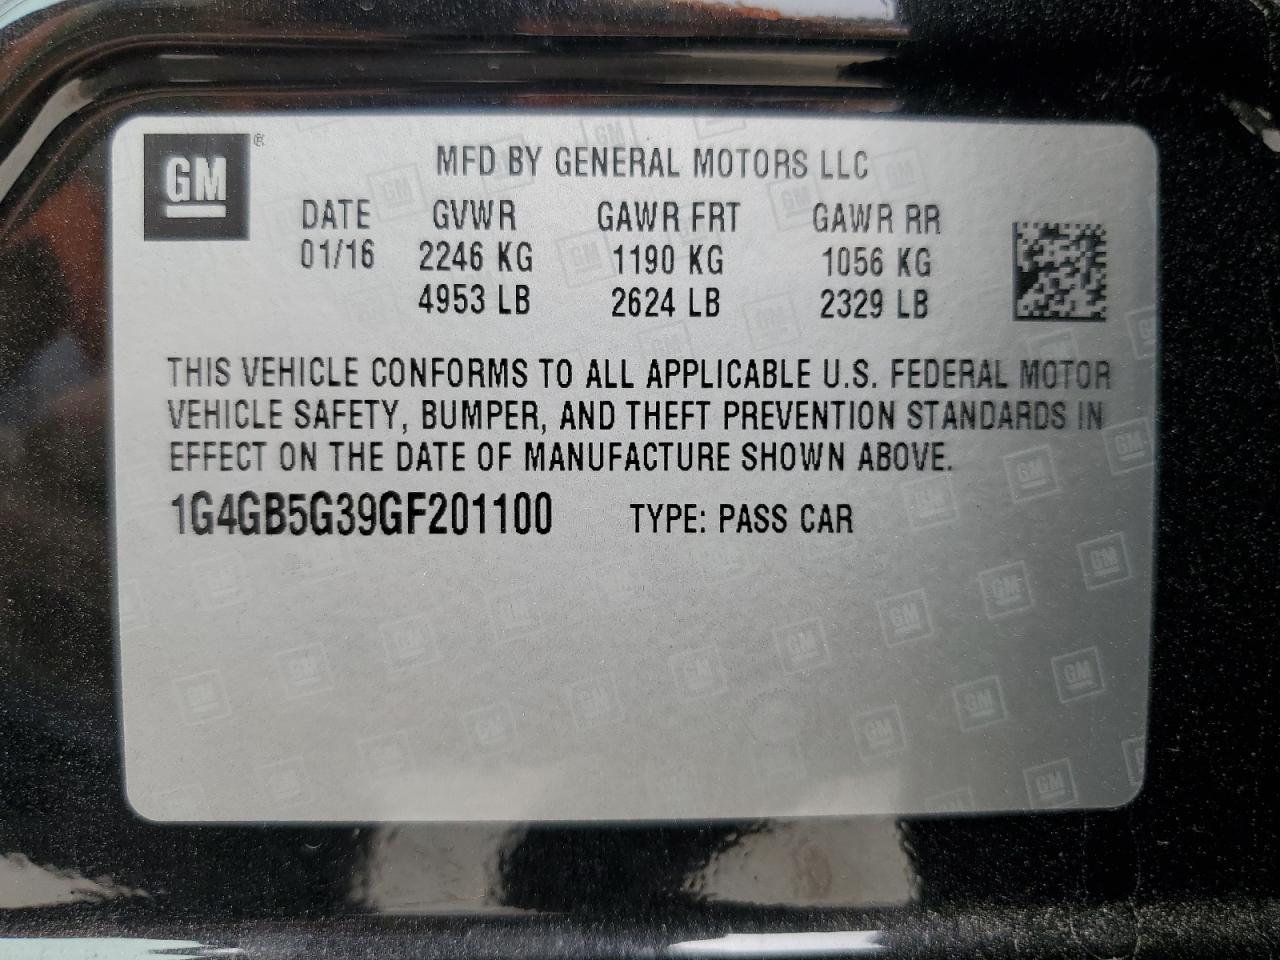 GM ®
MFD BY GENERAL MOTORS LLC
DATE GVWR GAWR FRT GAWR RR
01/16 2246 KG 1190 KG 1056 KG
4953 LB 2624 LB 2329 LB
THIS VEHICLE CONFORMS TO ALL APPLICABLE U.S. FEDERAL MOTOR
VEHICLE SAFETY, BUMPER, AND THEFT PREVENTION STANDARDS IN
EFFECT ON THE DATE OF MANUFACTURE SHOWN ABOVE.
1G4GB5G39GF201100 TYPE: PASS CAR